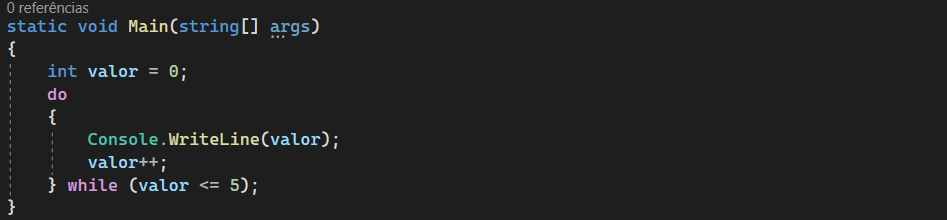 0 referências
static void Main(string[] args)
{
    int valor = 0;
    do
    {
        Console.WriteLine(valor);
        valor++;
    } while (valor <= 5);
}